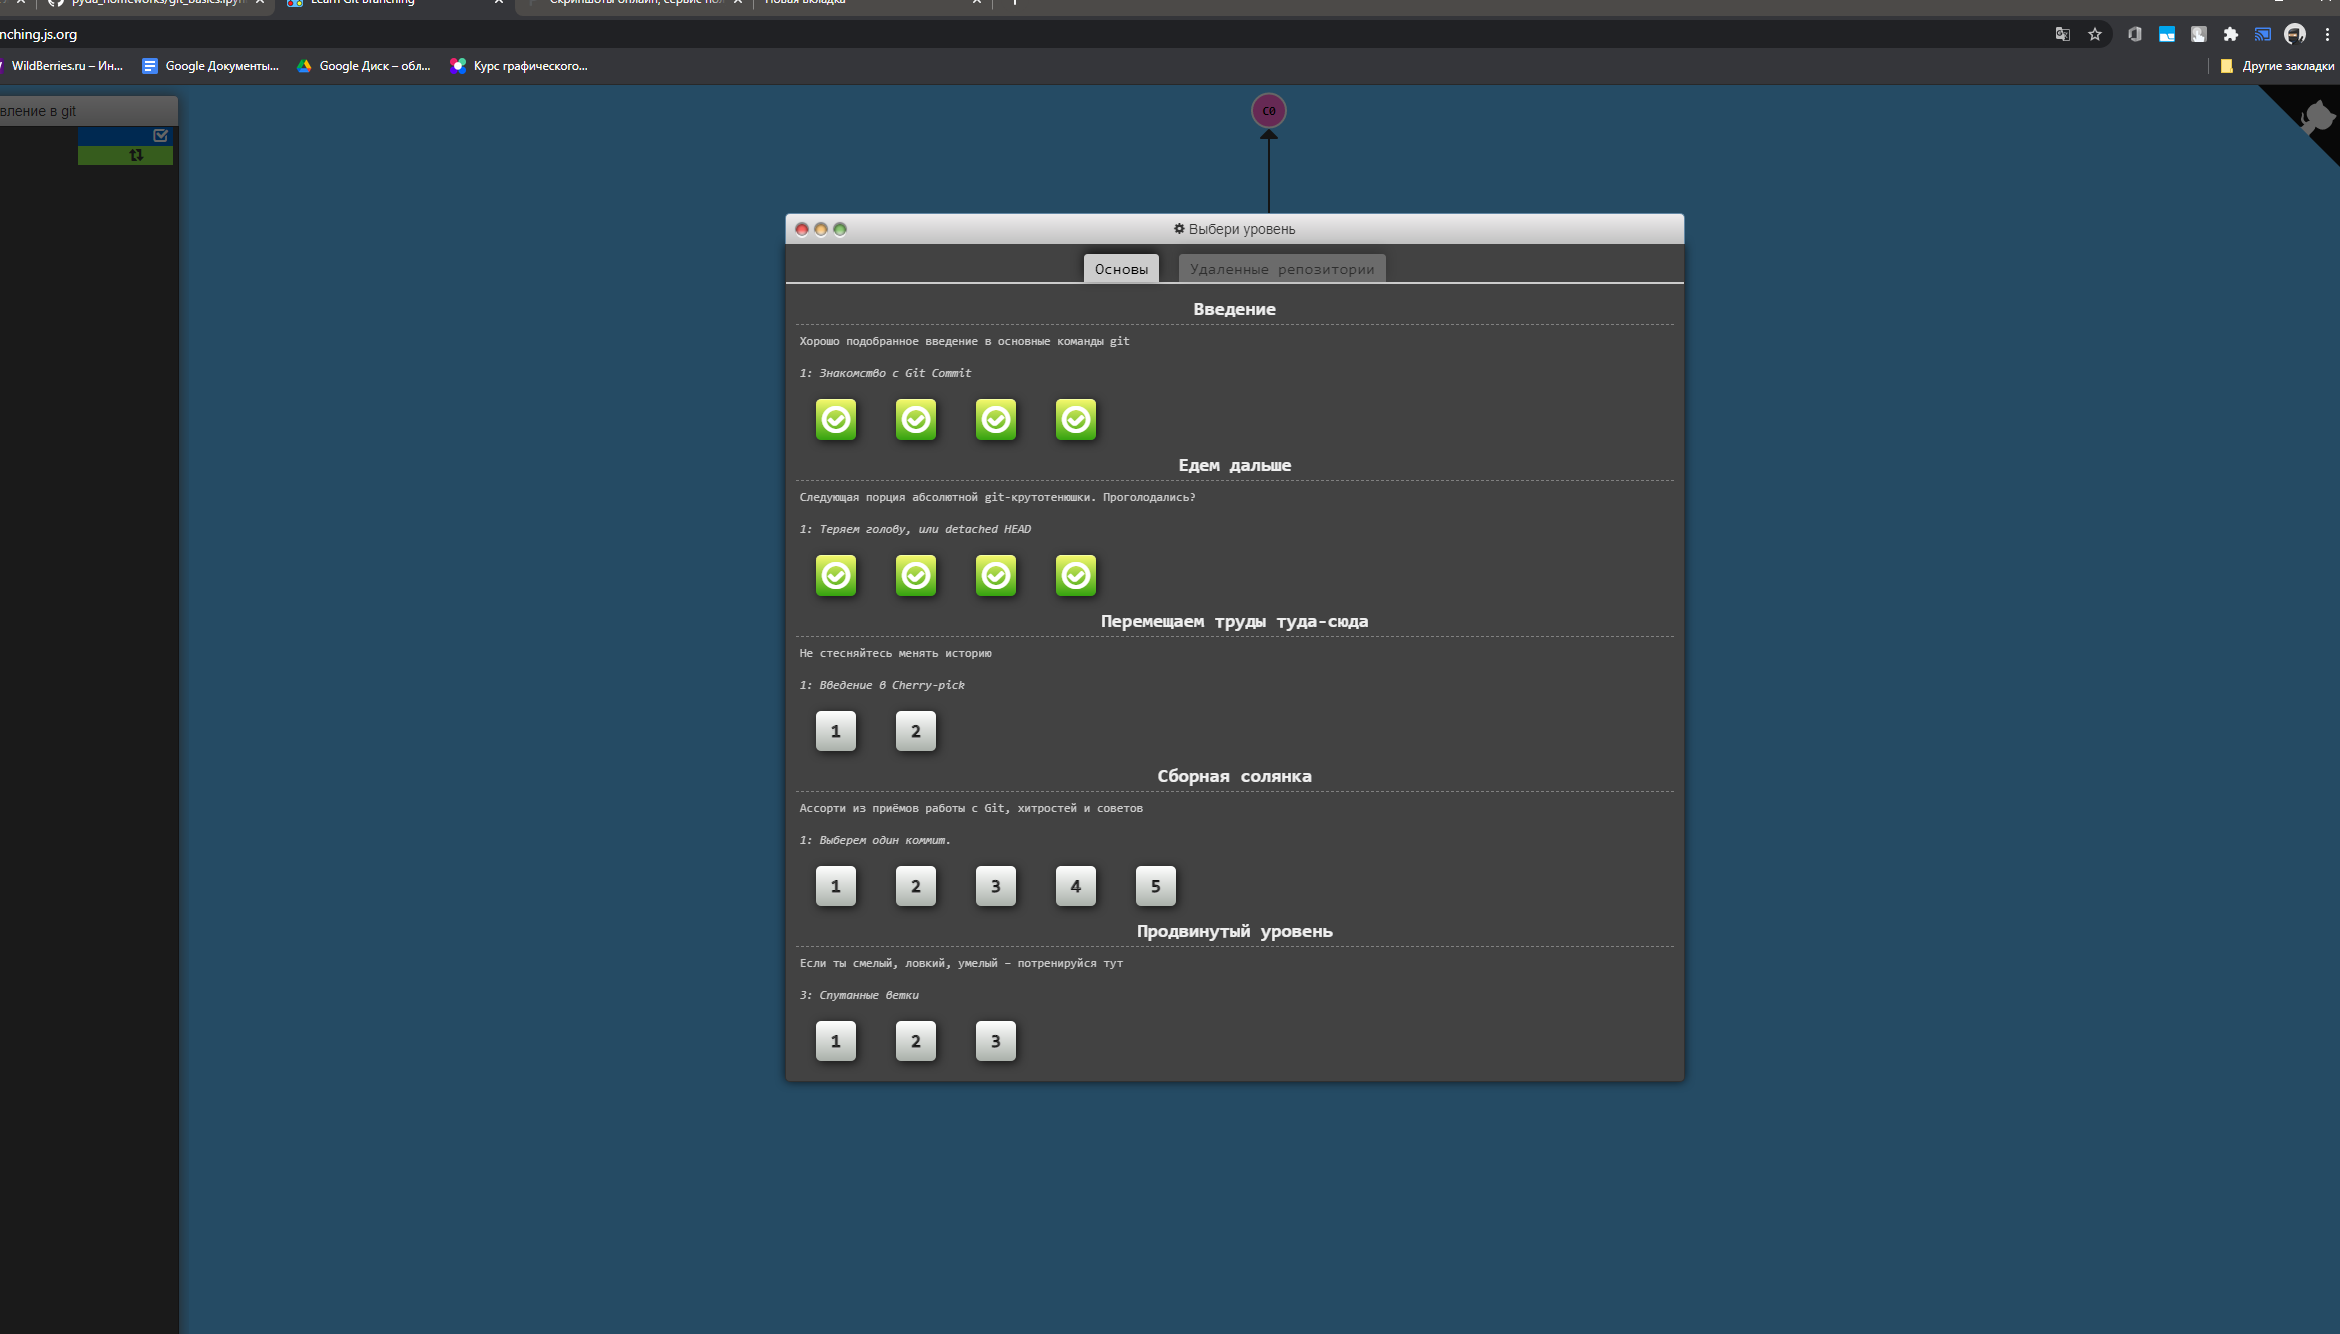 pyda_homeworks/git_basics.ipyn
Learn Git Branching
Скриншоты онлайн, сервис пол
Новая вкладка
nching.js.org
WildBerries.ru – Ин...
Google Документы...
Google Диск – обл...
Курс графического...
Другие закладки
вление в git
C0
Выбери уровень
Основы
Удаленные репозитории
Введение
Хорошо подобранное введение в основные команды git
1: Знакомство с Git Commit
Едем дальше
Следующая порция абсолютной git-крутотенюшки. Проголодались?
1: Теряем голову, или detached HEAD
Перемещаем труды туда-сюда
Не стесняйтесь менять историю
1: Введение в Cherry-pick
1 2
Сборная солянка
Ассорти из приёмов работы с Git, хитростей и советов
1: Выберем один коммит.
1 2 3 4 5
Продвинутый уровень
Если ты смелый, ловкий, умелый – потренируйся тут
3: Спутанные ветки
1 2 3